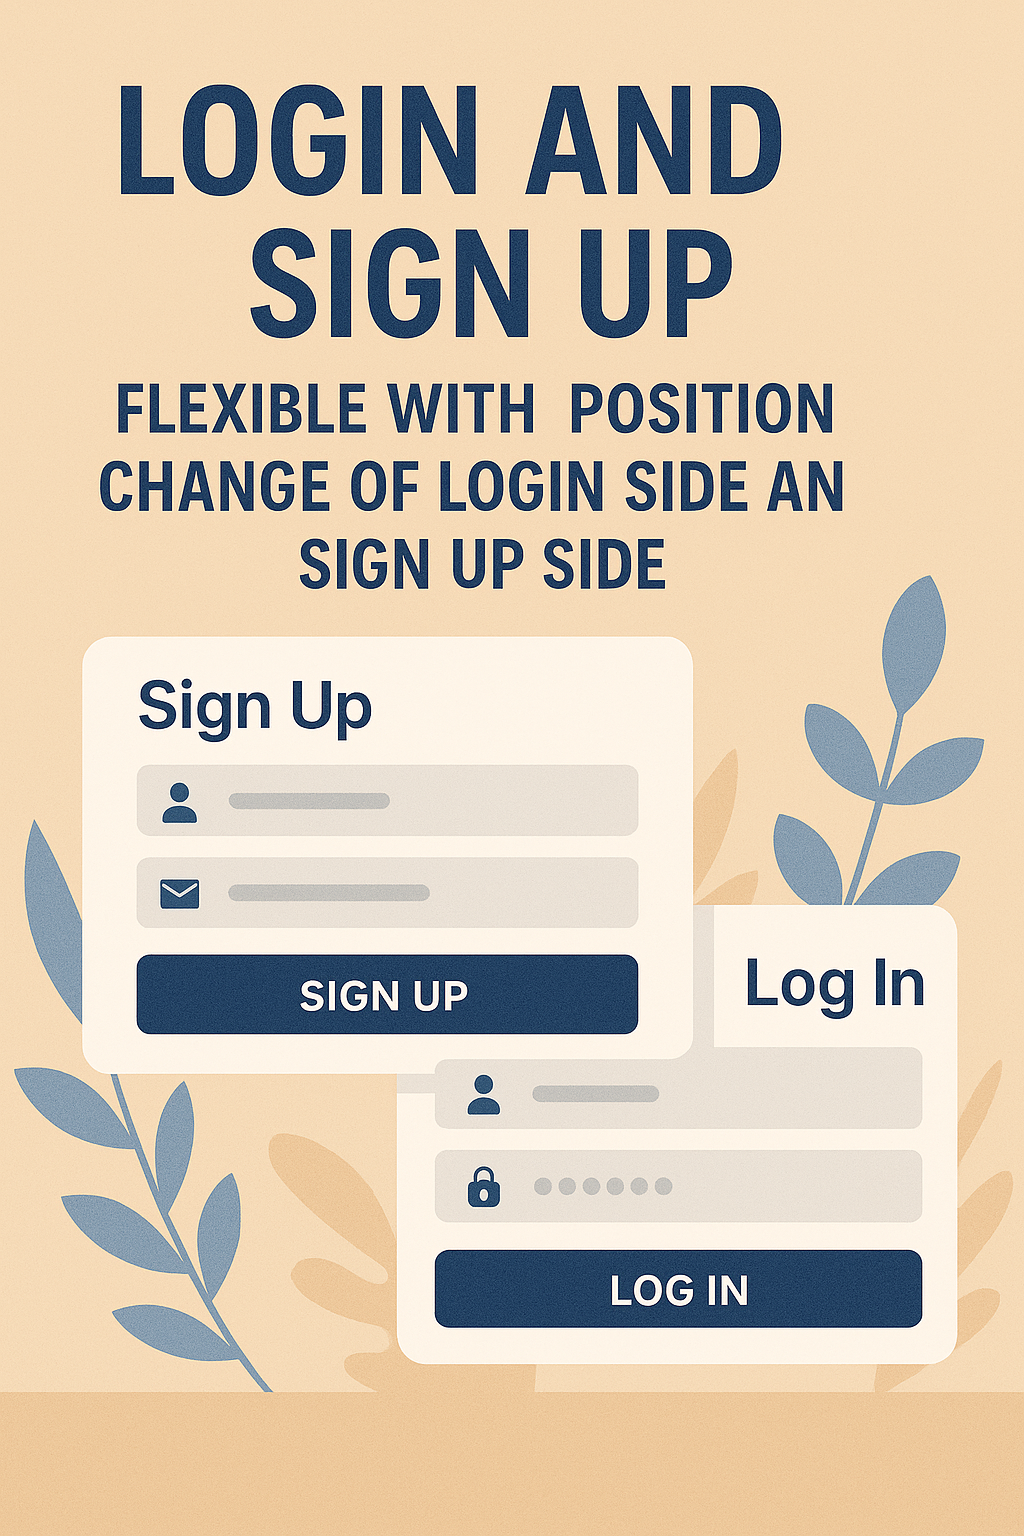 LOGIN AND
SIGN UP
FLEXIBLE WITH POSITION
CHANGE OF LOGIN SIDE AN
SIGN UP SIDE
Sign Up
SIGN UP
Log In
LOG IN